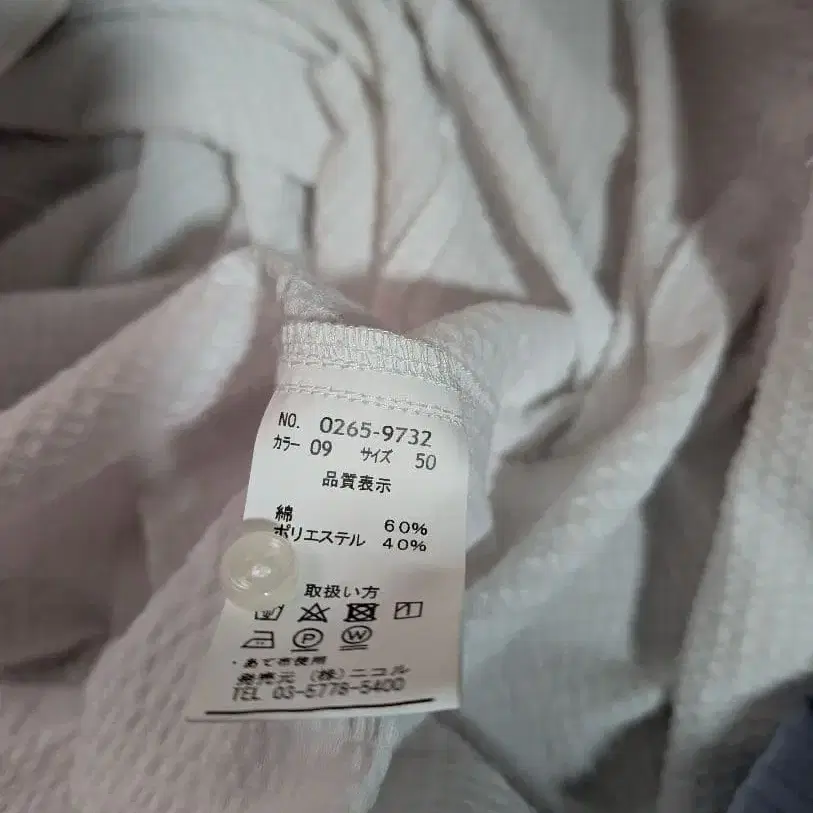 NO. 0265-9732
カラー 09 サイズ 50
品質表示
綿 60%
ポリエステル 40%
取扱い方
P W
・あて布使用
発売元 (株)ニコル
TEL 03-5778-5400